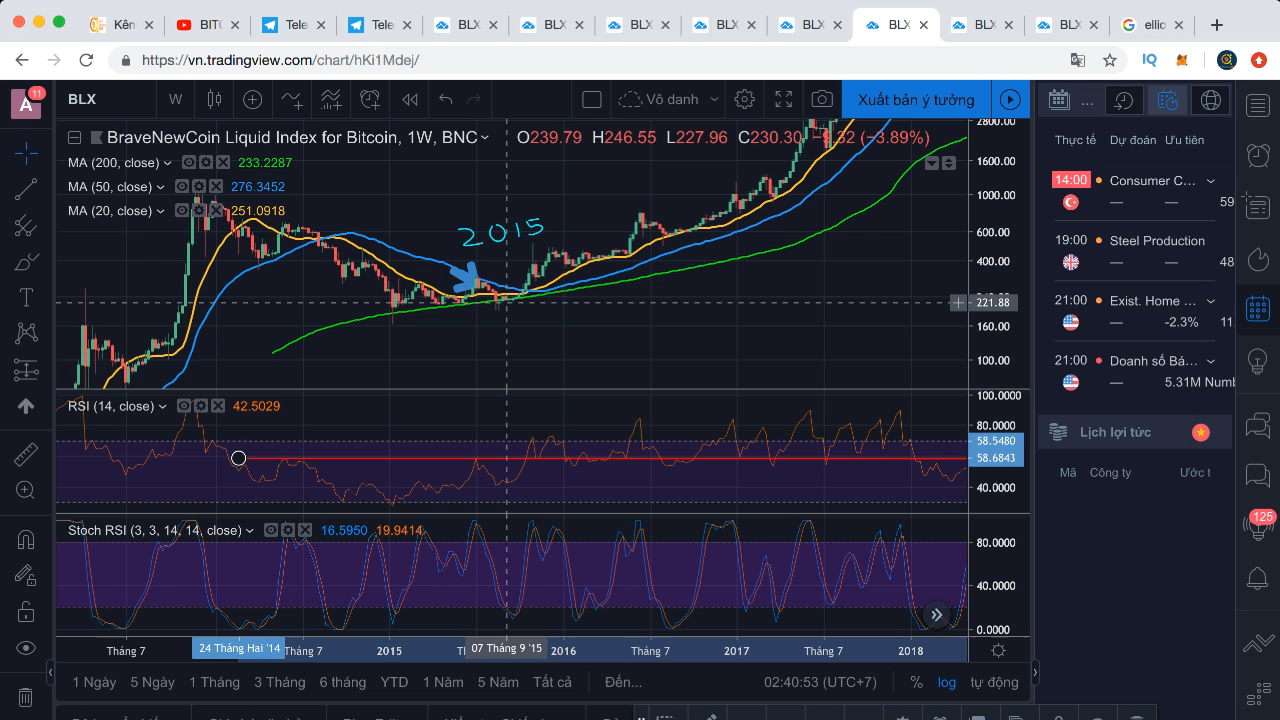 Kên
BITC
Tele
Tele
BLX
BLX
BLX
BLX
BLX
BLX
BLX
BLX
ellio
https://vn.tradingview.com/chart/hKi1Mdej/
A 11
BLX W Vô danh Xuất bản ý tưởng
BraveNewCoin Liquid Index for Bitcoin, 1W, BNC O239.79 H246.55 L227.96 C230.30 −9.32 (−3.89%)
MA (200, close) 233.2287
MA (50, close) 276.3452
MA (20, close) 251.0918
2015
2800.00
1600.00
1000.00
600.00
400.00
221.88
160.00
100.00
RSI (14, close) 42.5029
100.0000
58.5480
58.6843
40.0000
Stoch RSI (3, 3, 14, 14, close) 16.5950 19.9414
80.0000
40.0000
0.0000
Tháng 7 24 Tháng Hai '14 Tháng 7 2015 07 Tháng 9 '15 2016 Tháng 7 2017 Tháng 7 2018
1 Ngày 5 Ngày 1 Tháng 3 Tháng 6 tháng YTD 1 Năm 5 Năm Tất cả Đến... 02:40:53 (UTC+7) % log tự động
...
Thực tế Dự đoán Ưu tiên
14:00 Consumer C...
— — 59
19:00 Steel Production
— — 48
21:00 Exist. Home ...
— -2.3% 11
21:00 Doanh số Bá...
— 5.31M Numb
Lịch lợi tức
Mã Công ty Ước t
125